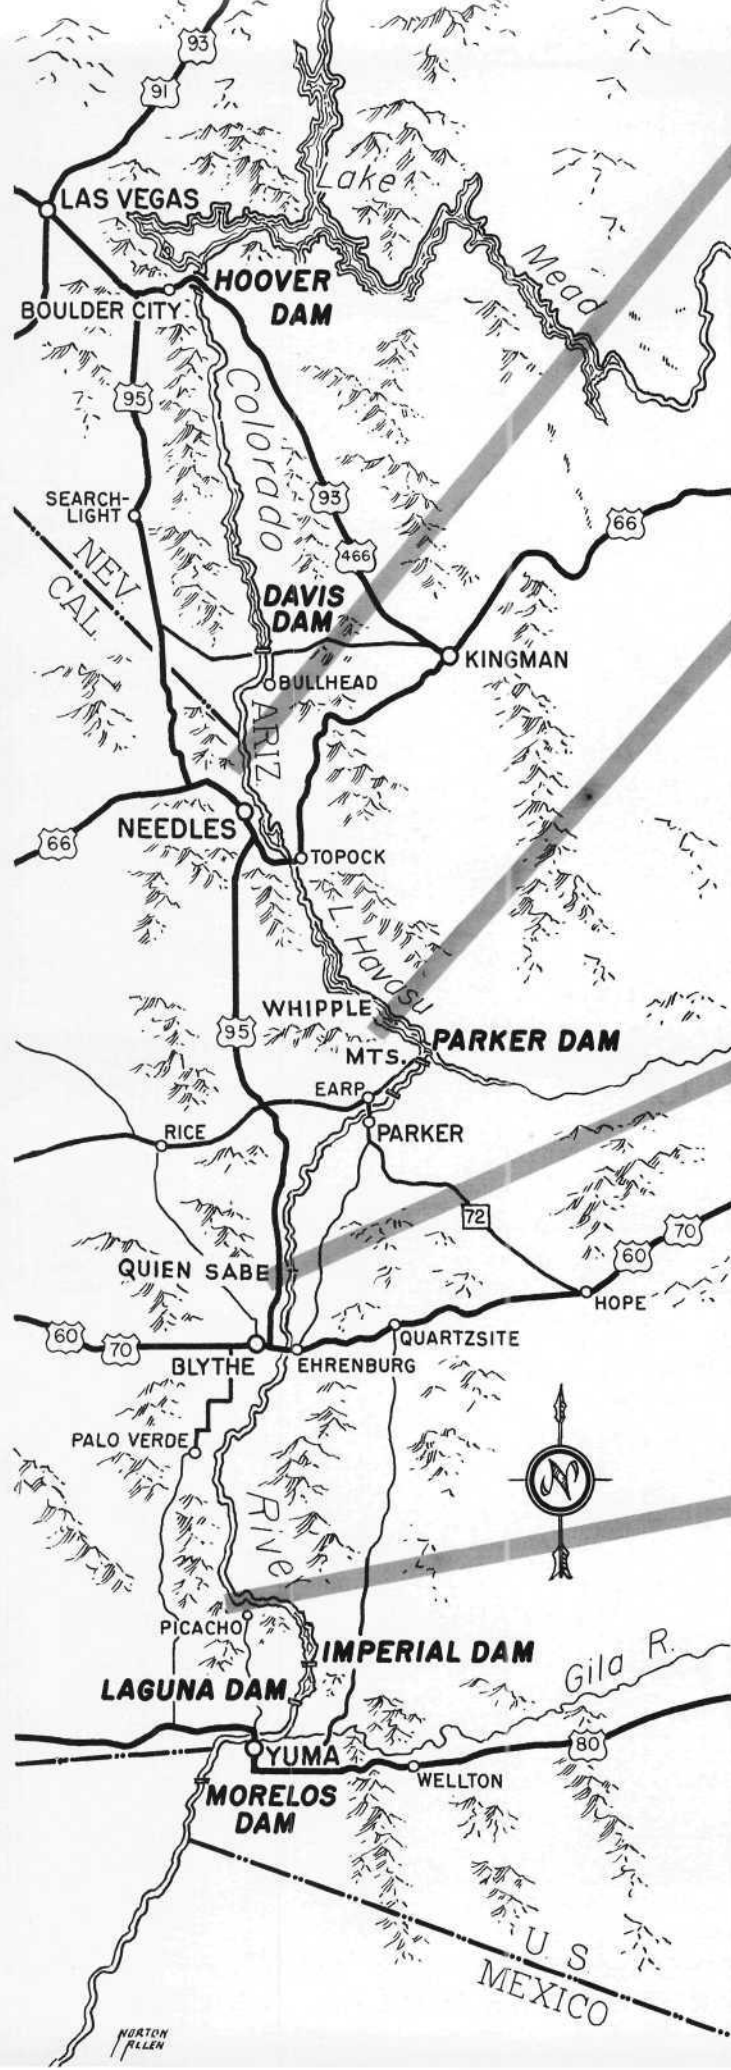 93
91
LAS VEGAS
Lake
Mead
HOOVER
DAM
BOULDER CITY
95
Colorado
93
SEARCH-
LIGHT
66
466
NEV
CAL
DAVIS
DAM
KINGMAN
BULLHEAD
ARIZ
NEEDLES
66
TOPOCK
L. Havasu
WHIPPLE
MTS.
95
PARKER DAM
EARP
RICE
PARKER
72
70
60
QUIEN SABE
HOPE
60
70
QUARTZSITE
BLYTHE
EHRENBURG
PALO VERDE
N
River
PICACHO
IMPERIAL DAM
Gila R.
LAGUNA DAM
YUMA
80
WELLTON
MORELOS
DAM
U S
MEXICO
NORTON
ALLEN